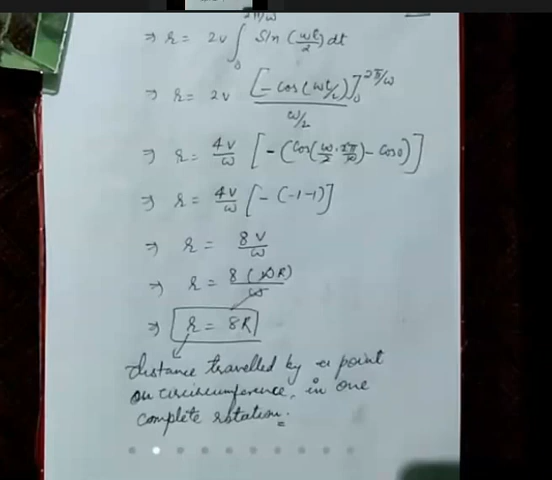 ⇒ r = 2v ∫₀^{2π/ω} Sin (ωt/2) dt
⇒ r = 2v [-cos(ωt/2)]₀^{2π/ω} / ω/2
⇒ r = 4v/ω [-(Cos(ω/2 · 2π/ω) - Cos0)]
⇒ r = 4v/ω [-(-1-1)]
⇒ r = 8v/ω
⇒ r = 8(ωR)/ω
⇒ r = 8R
distance travelled by a point
on circircumference, in one
complete rotation.